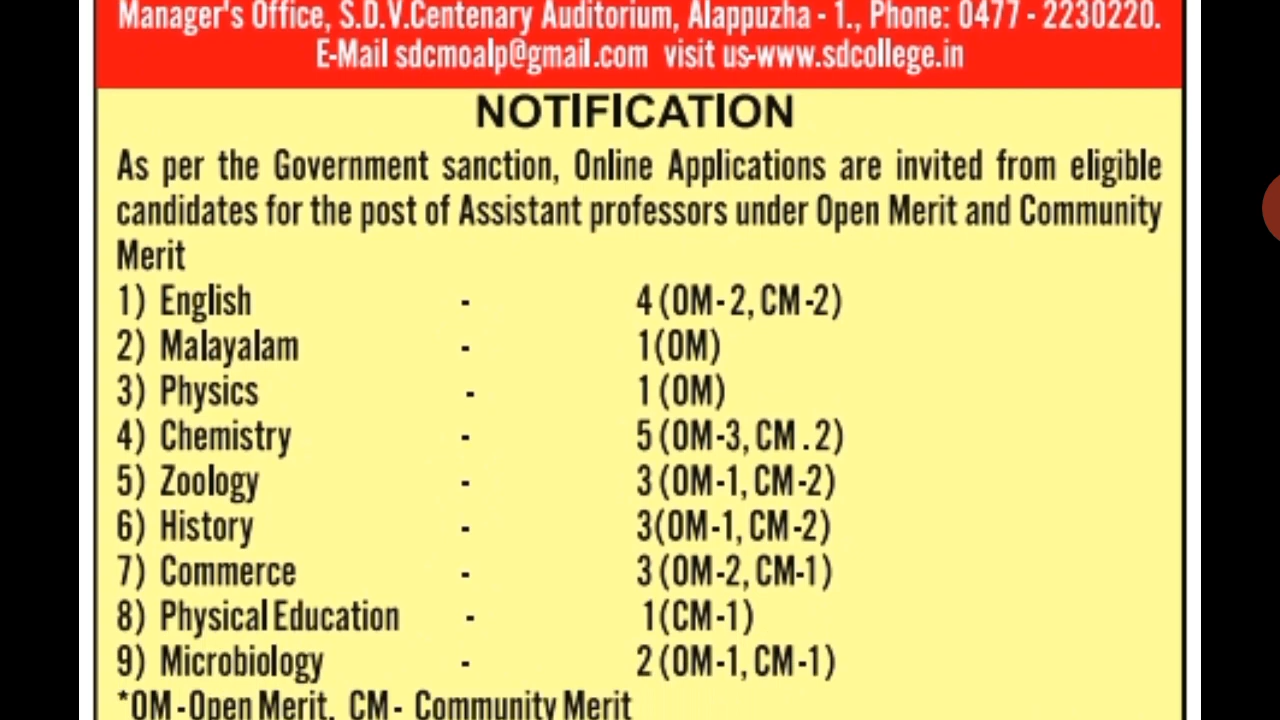 Manager's Office, S.D.V.Centenary Auditorium, Alappuzha - 1., Phone: 0477 - 2230220.
E-Mail sdcmoalp@gmail.com visit us-www.sdcollege.in
NOTIFICATION
As per the Government sanction, Online Applications are invited from eligible
candidates for the post of Assistant professors under Open Merit and Community
Merit
1) English - 4 (OM-2, CM-2)
2) Malayalam - 1(OM)
3) Physics - 1 (OM)
4) Chemistry - 5 (OM-3, CM . 2)
5) Zoology - 3 (OM-1, CM-2)
6) History - 3(OM-1, CM-2)
7) Commerce - 3 (OM-2, CM-1)
8) Physical Education - 1(CM-1)
9) Microbiology - 2 (OM-1, CM-1)
*OM-Open Merit, CM- Community Merit